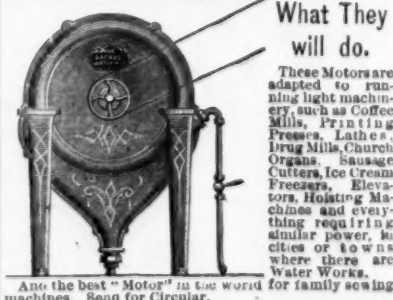 What They
will do.
These Motors are
adapted to run-
ning light machin-
ery, such as Coffee
Mills, Printing
Presses, Lathes,
Drug Mills, Church
Organs, Sausage
Cutters, Ice Cream
Freezers, Eleva-
tors, Hoisting Ma-
chines and every-
thing requiring
similar power, in
cities or towns
where there are
Water Works.
And the best "Motor" in the world for family sewing
machines. Send for Circular.